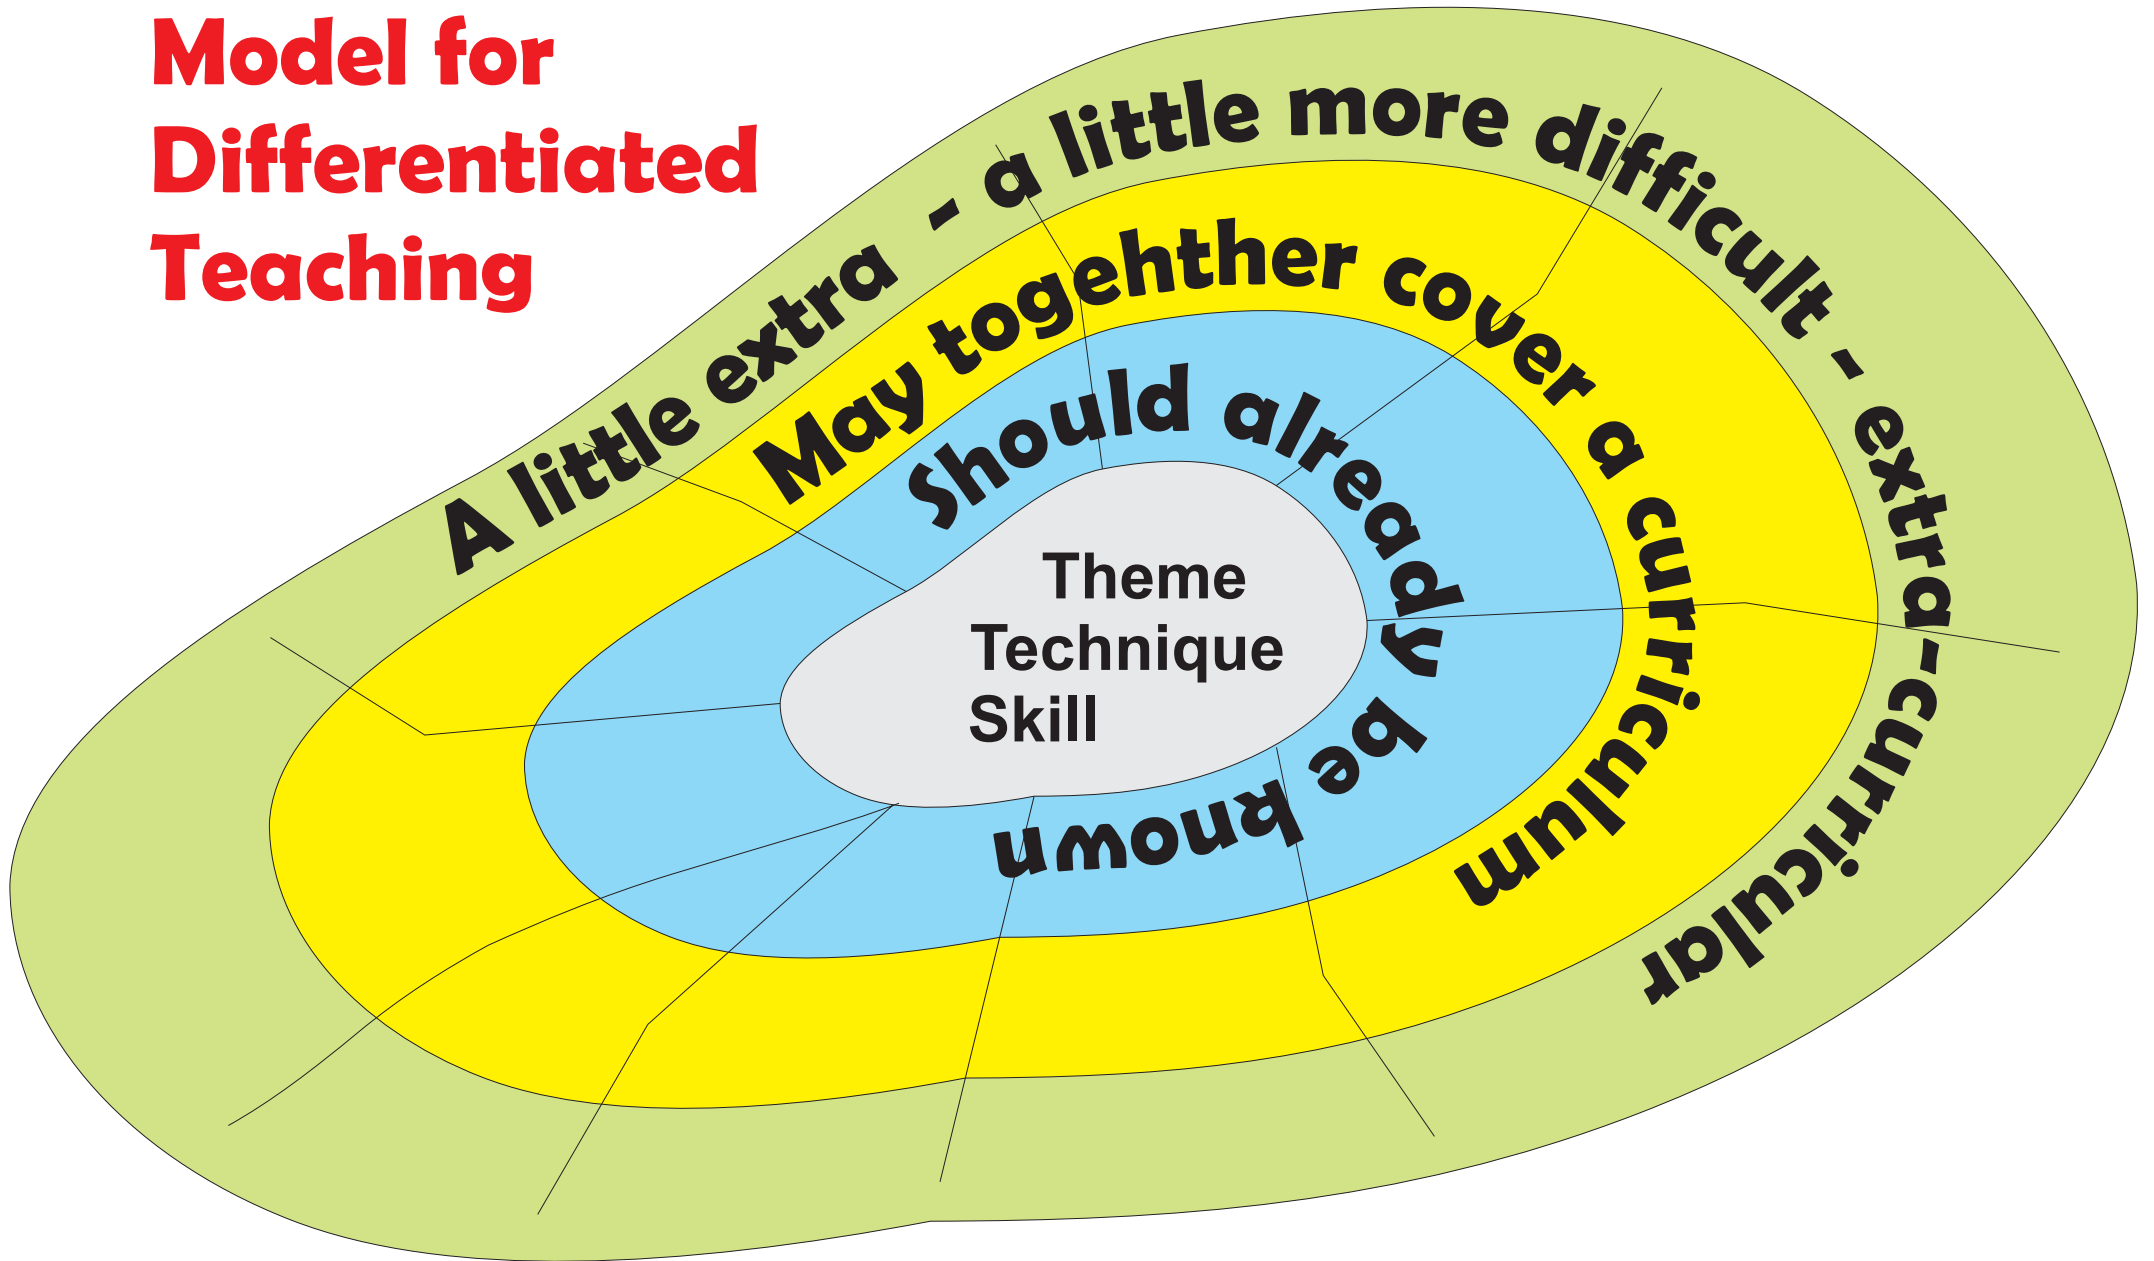 Model for
Differentiated
Teaching
A little extra - a little more difficult - extra-curricular
May togehther cover a curriculum
Should already be known
Theme
Technique
Skill